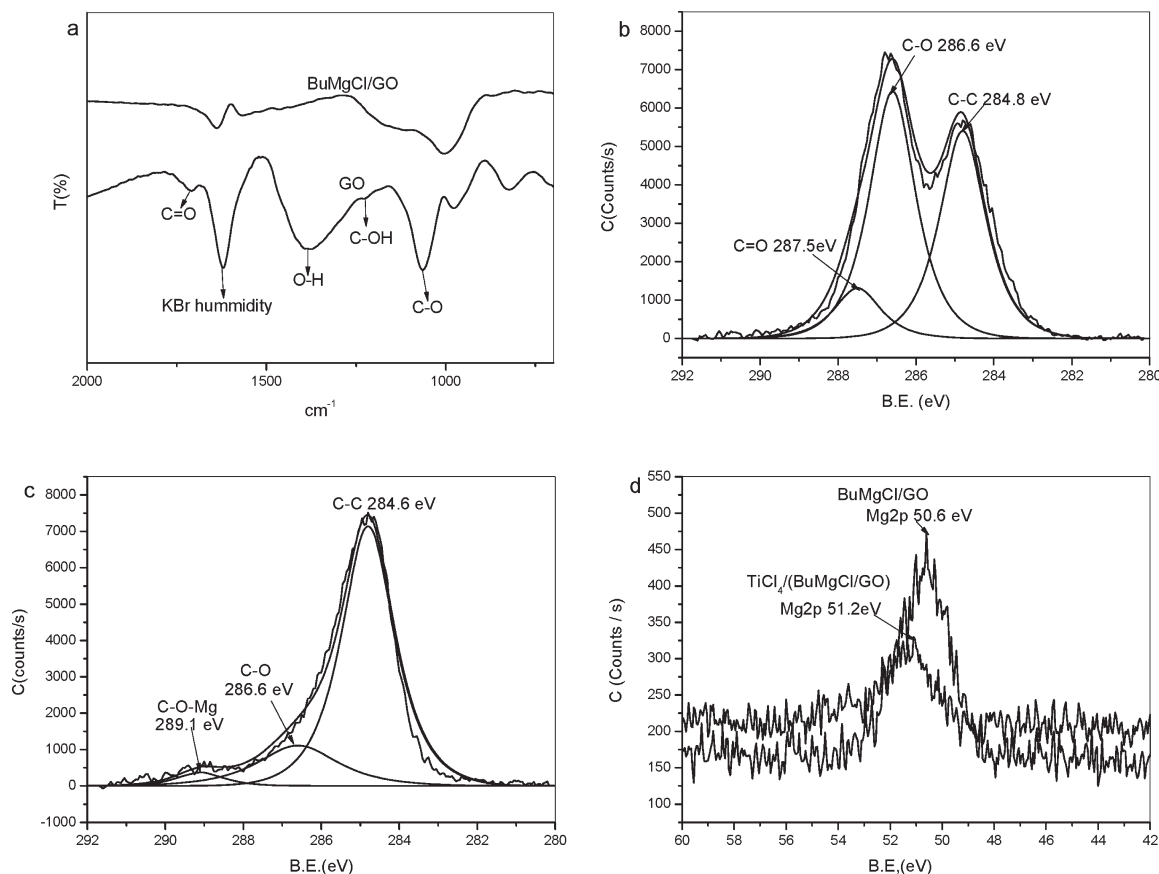 a
BuMgCl/GO
GO
C=O
C-OH
O-H
KBr hummidity
C-O
T(%)
2000
1500
1000
cm-1
b
8000
7000
6000
5000
4000
3000
2000
1000
0
C-O 286.6 eV
C-C 284.8 eV
C=O 287.5eV
C(Counts/s)
292
290
288
286
284
282
280
B.E. (eV)
c
8000
7000
6000
5000
4000
3000
2000
1000
0
-1000
C-C 284.6 eV
C-O
286.6 eV
C-O-Mg
289.1 eV
C(counts/s)
292
290
288
286
284
282
280
B.E.(eV)
d
550
500
450
400
350
300
250
200
150
100
BuMgCl/GO
Mg2p 50.6 eV
TiCl4/(BuMgCl/GO)
Mg2p 51.2eV
C (Counts / s)
60
58
56
54
52
50
48
46
44
42
B.E,(eV)